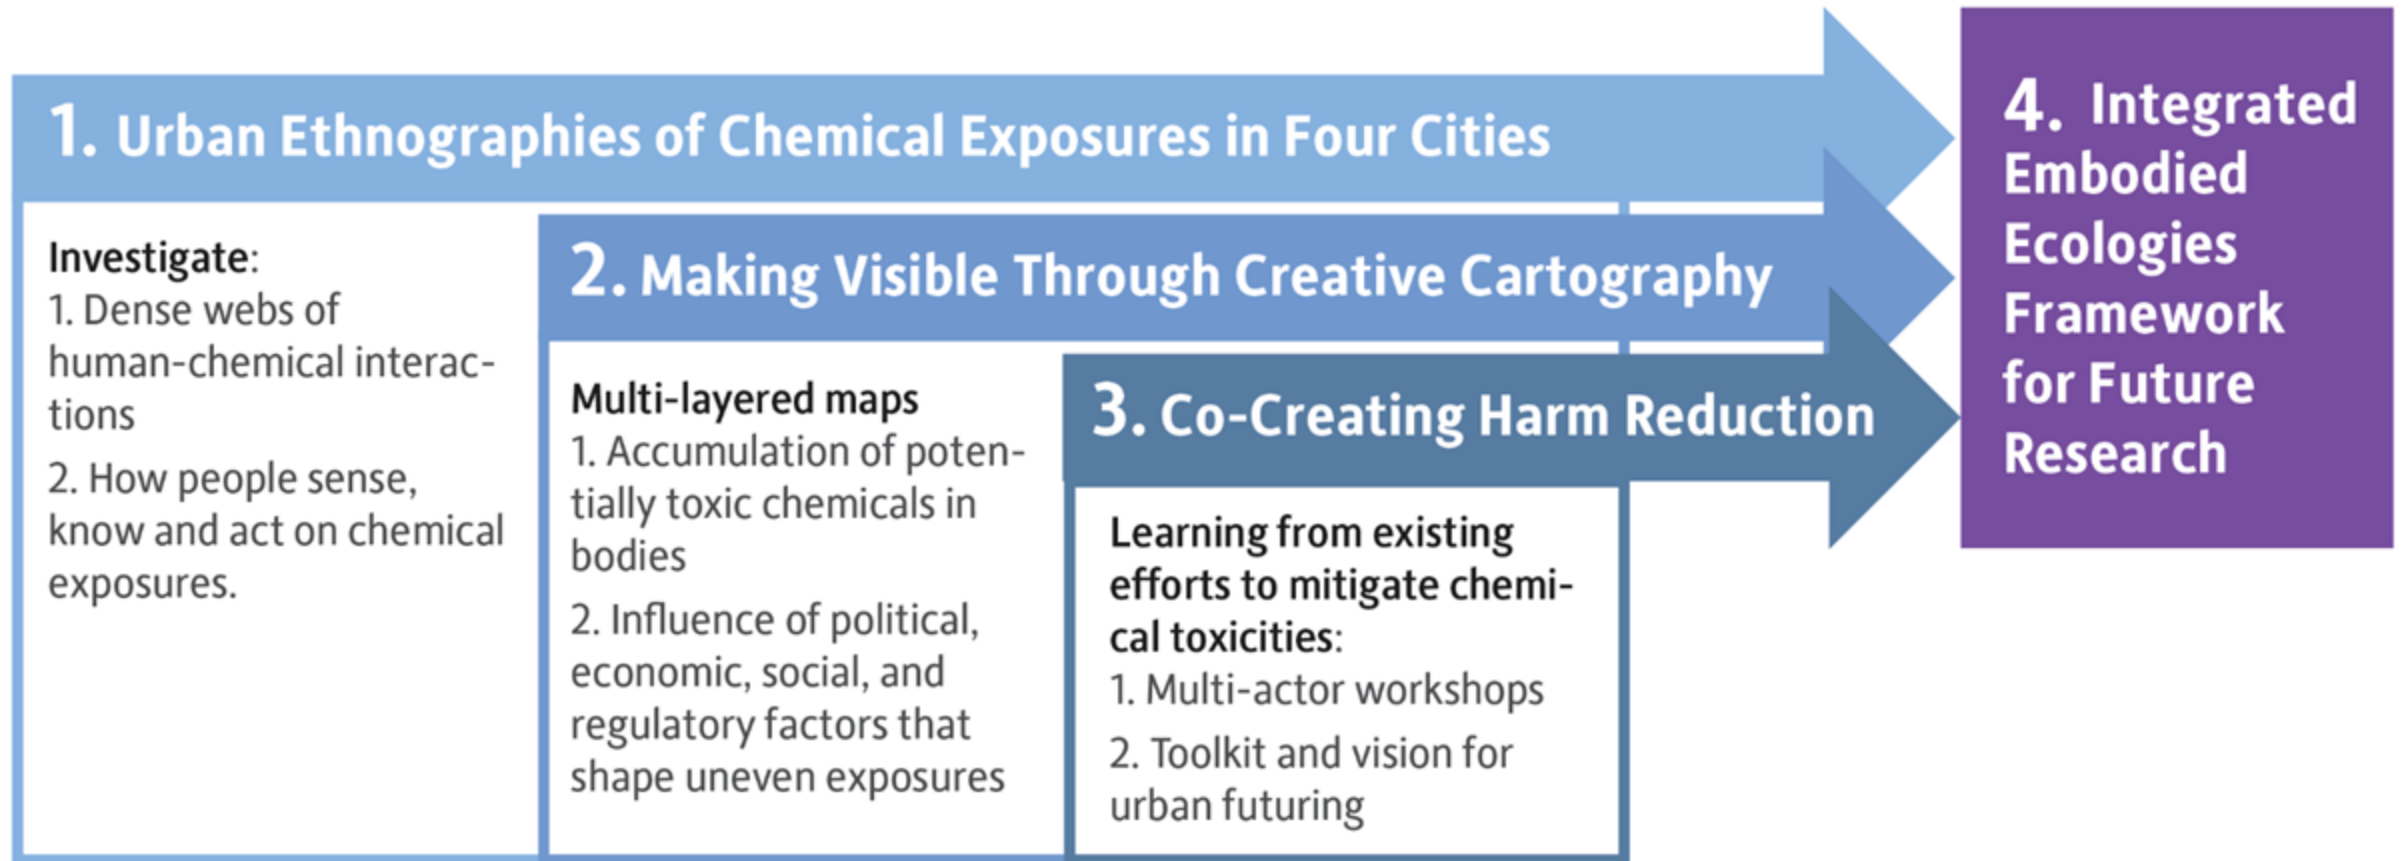 1. Urban Ethnographies of Chemical Exposures in Four Cities
Investigate:
1. Dense webs of
human-chemical interac-
tions
2. How people sense,
know and act on chemical
exposures.
2. Making Visible Through Creative Cartography
Multi-layered maps
1. Accumulation of poten-
tially toxic chemicals in
bodies
2. Influence of political,
economic, social, and
regulatory factors that
shape uneven exposures
3. Co-Creating Harm Reduction
Learning from existing
efforts to mitigate chemi-
cal toxicities:
1. Multi-actor workshops
2. Toolkit and vision for
urban futuring
4. Integrated
Embodied
Ecologies
Framework
for Future
Research